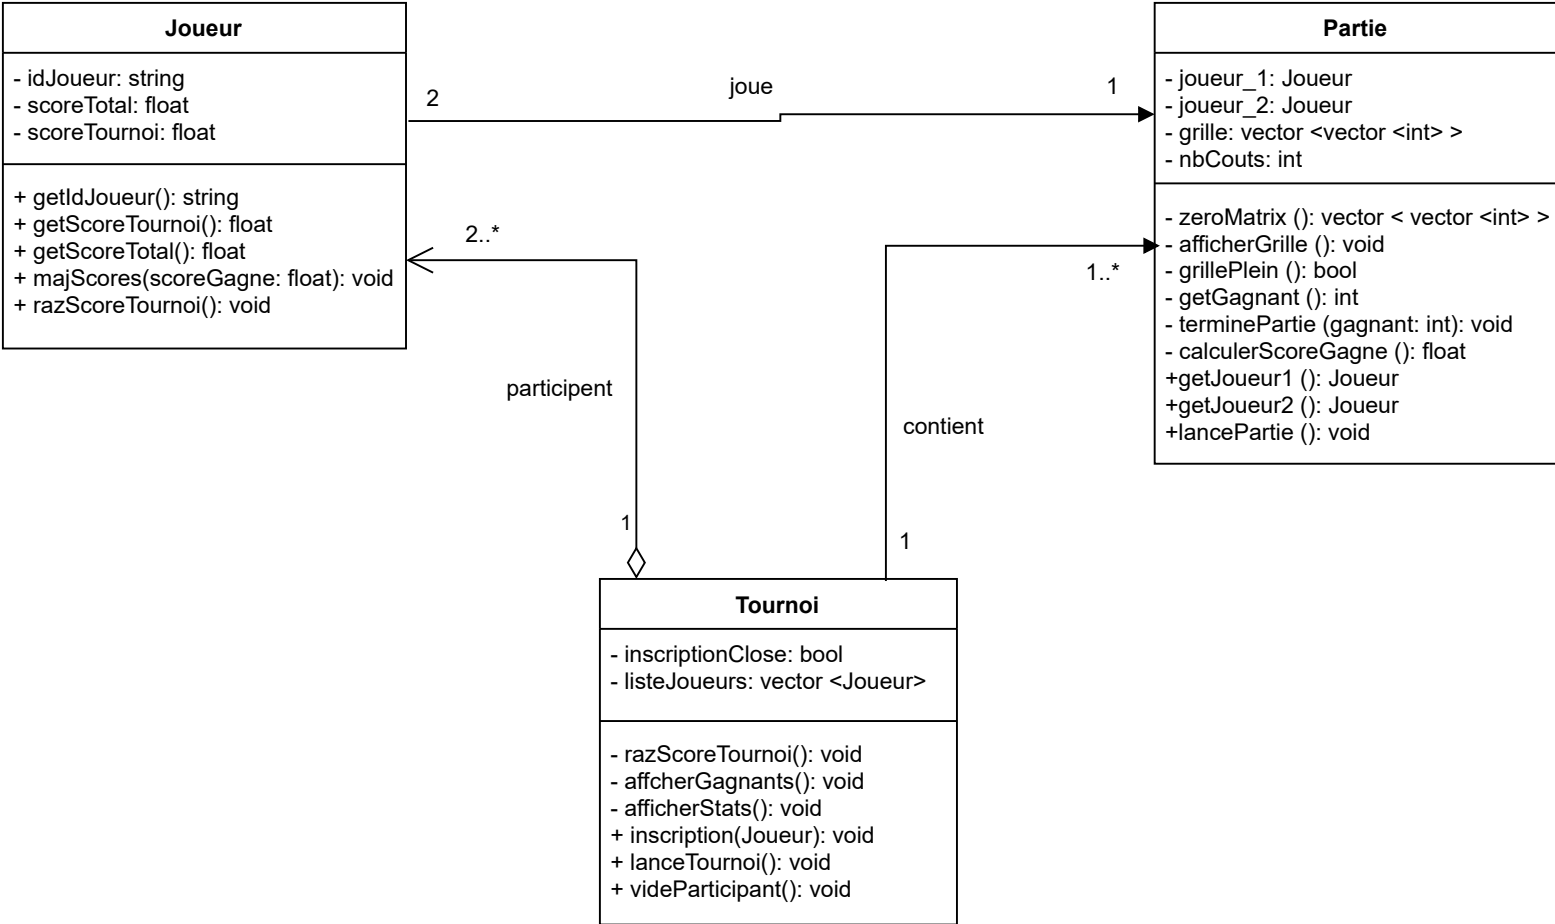 Joueur
- idJoueur: string
- scoreTotal: float
- scoreTournoi: float
+ getIdJoueur(): string
+ getScoreTournoi(): float
+ getScoreTotal(): float
+ majScores(scoreGagne: float): void
+ razScoreTournoi(): void
2
joue
1
Partie
- joueur_1: Joueur
- joueur_2: Joueur
- grille: vector <vector <int> >
- nbCouts: int
- zeroMatrix (): vector < vector <int> >
- afficherGrille (): void
- grillePlein (): bool
- getGagnant (): int
- terminePartie (gagnant: int): void
- calculerScoreGagne (): float
+getJoueur1 (): Joueur
+getJoueur2 (): Joueur
+lancePartie (): void
2..*
participent
1
1..*
contient
1
Tournoi
- inscriptionClose: bool
- listeJoueurs: vector <Joueur>
- razScoreTournoi(): void
- affcherGagnants(): void
- afficherStats(): void
+ inscription(Joueur): void
+ lanceTournoi(): void
+ videParticipant(): void